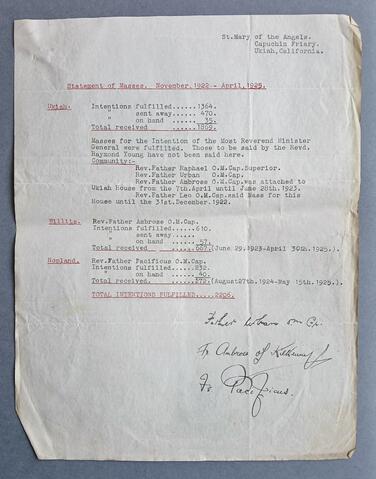 St.Mary of the Angels.
Capuchin Friary.
Ukiah,California.
Statement of Masses. November.1922 - April,1925.
Ukiah: Intentions fulfilled......1364.
" sent away..... 470.
" on hand ..... 35.
Total received ..........
Masses for the Intention of the Most Reverend Minister
General were fulfilled. Those to be said by the Revd.
Raymond Young have not been said here.
Community:-
Rev.Father Raphael O.M.Cap.Superior.
Rev.Father Urban O.M.Cap.
Rev.Father Ambrose O.M.Cap.was attached to
Ukiah House from the 7th.April until June 28th.1923.
Rev.Father Leo O.M.Cap.said Mass for this
House until the 31st.December.1922.
Willits. Rev.Father Ambrose O.M.Cap.
Intentions fulfilled.....610.
" sent away.....
" on hand ..... 57.
Total received ..........667.(June 29.1923-April 30th.1925.)
Hopland. Rev.Father Pacificus O.M.Cap.
Intentions fulfilled.....232.
" on hand ..... 40.
Total received ..........272.(August27th.1924-May 15th.1925.)
TOTAL INTENTIONS FULFILLED.....2206.
Father
Fr Ambrose of
Fr Pacificus.